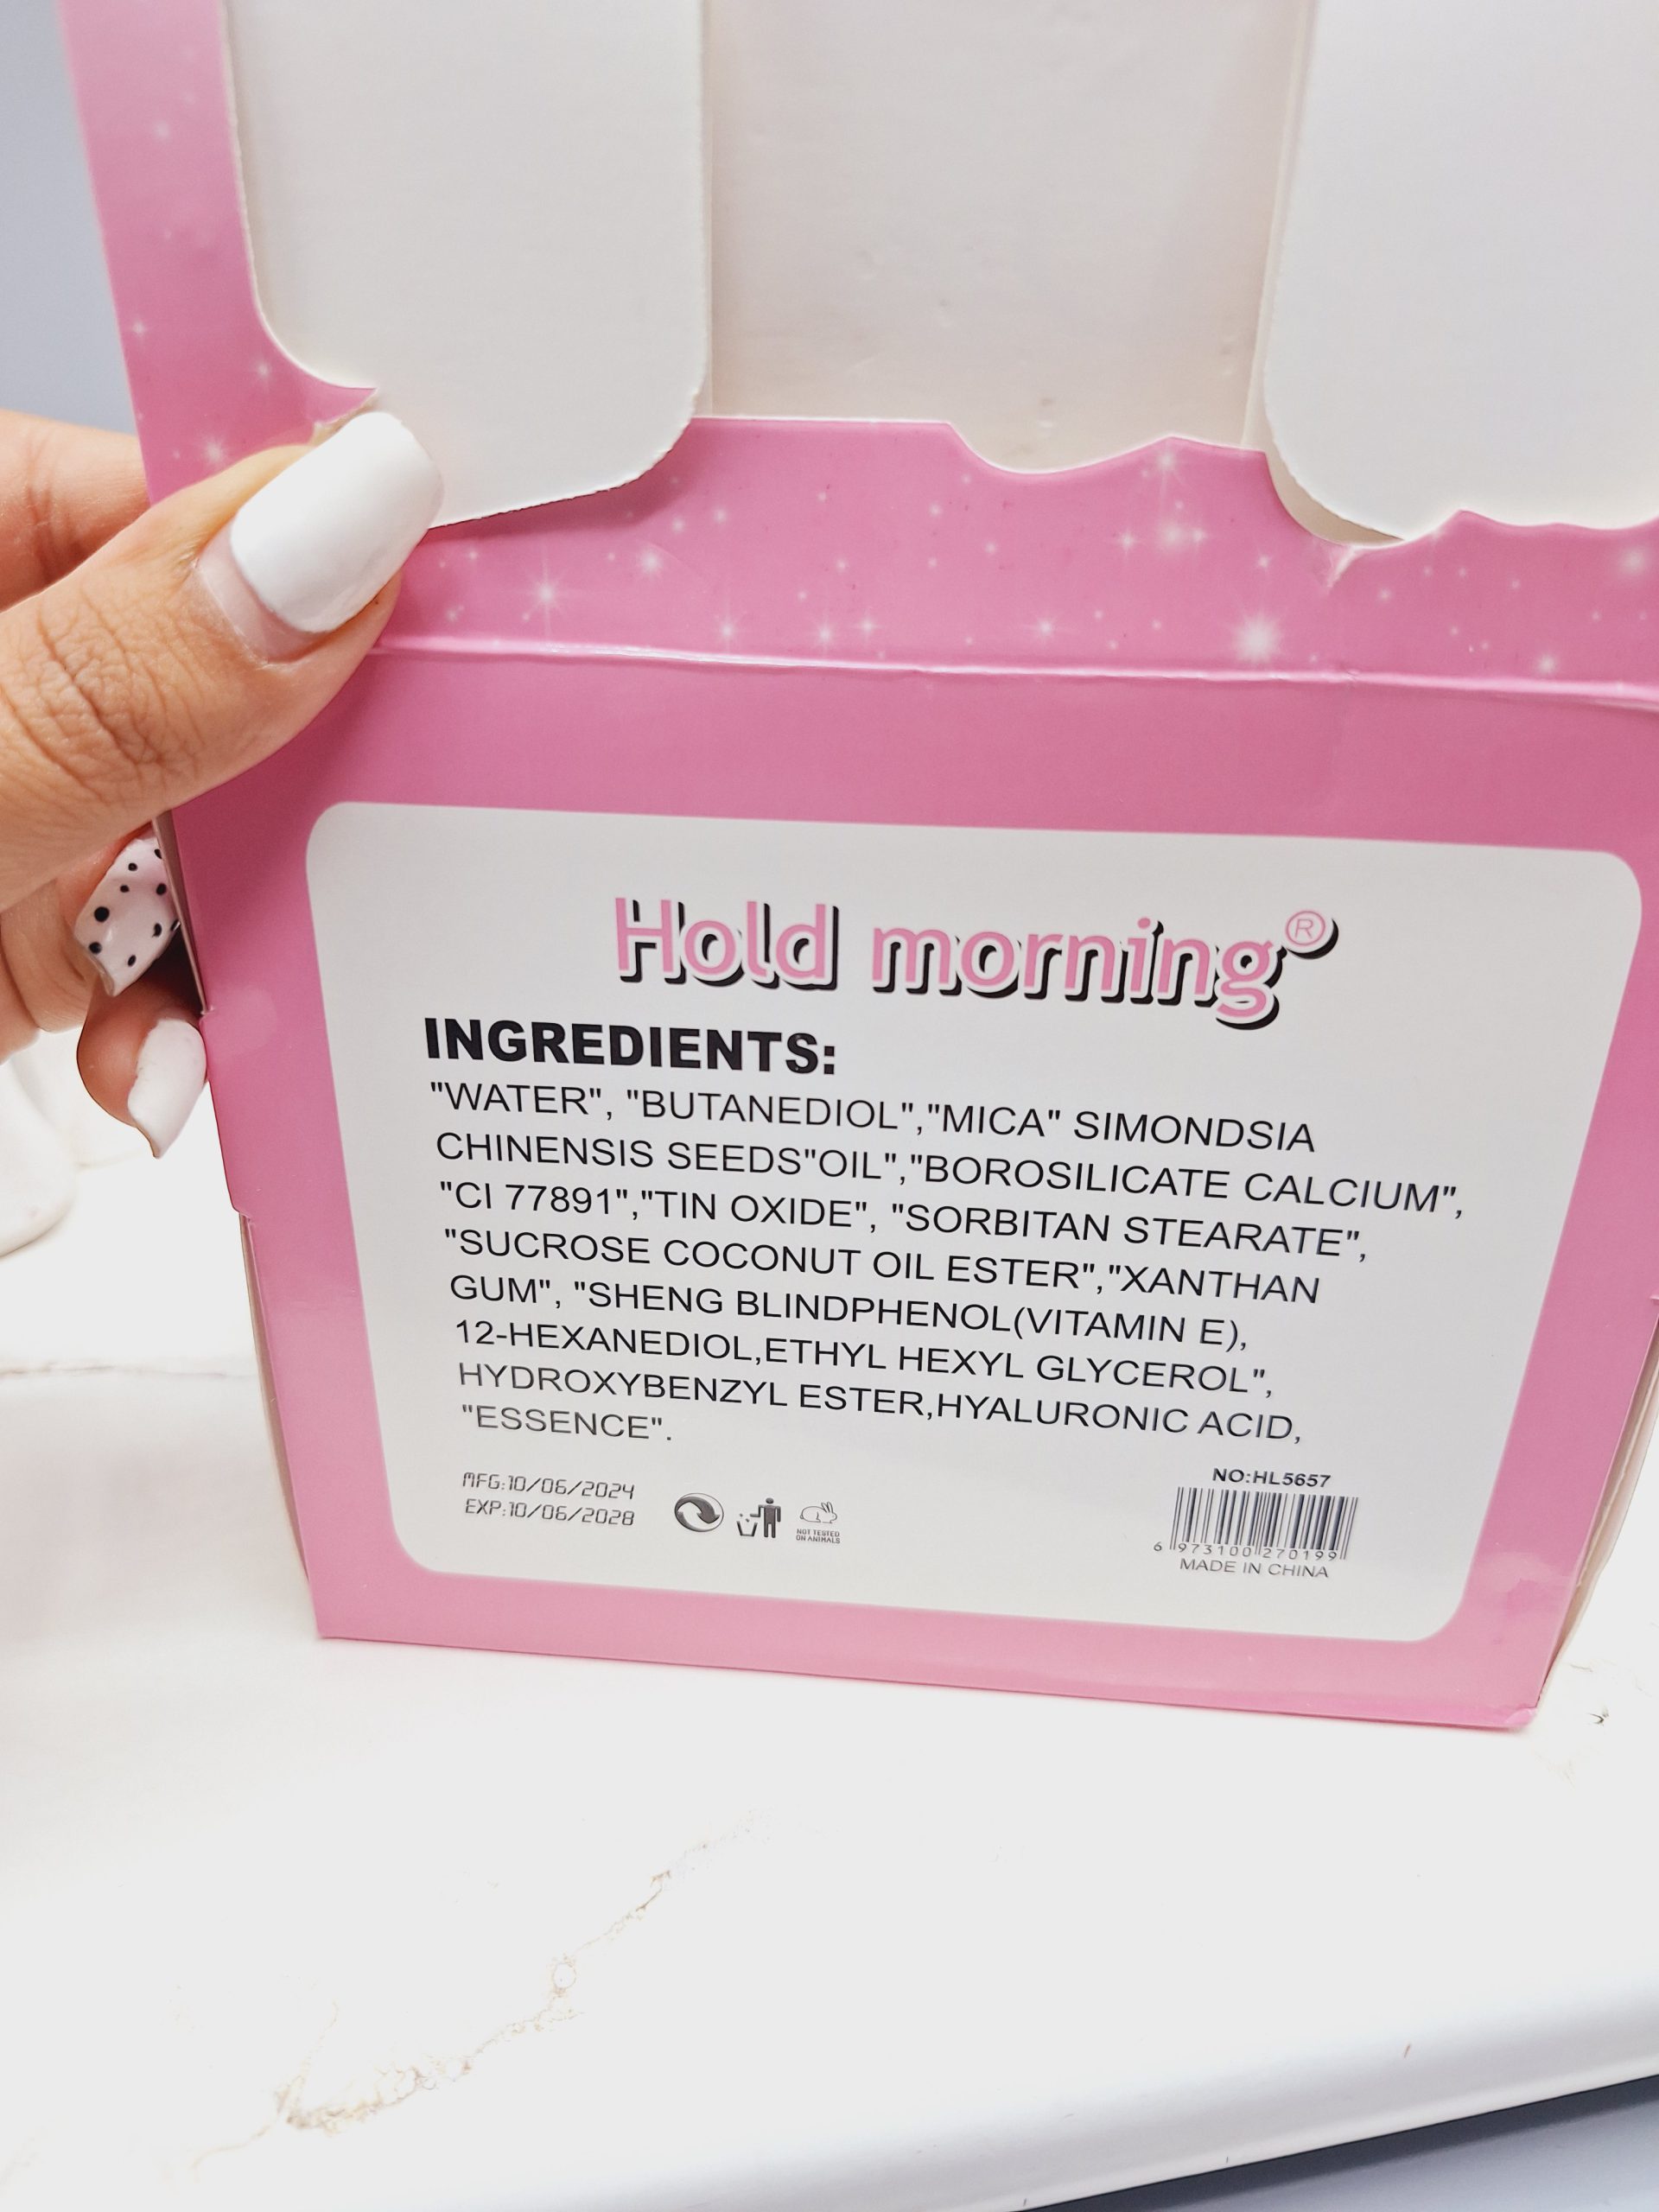 Hold morning®
INGREDIENTS:
"WATER", "BUTANEDIOL","MICA" SIMONDSIA
CHINENSIS SEEDS"OIL","BOROSILICATE CALCIUM",
"CI 77891","TIN OXIDE", "SORBITAN STEARATE",
"SUCROSE COCONUT OIL ESTER","XANTHAN
GUM", "SHENG BLINDPHENOL(VITAMIN E),
12-HEXANEDIOL,ETHYL HEXYL GLYCEROL",
HYDROXYBENZYL ESTER,HYALURONIC ACID,
"ESSENCE".
MFG:10/06/2024
EXP:10/06/2028
NOT TESTED
ON ANIMALS
NO:HL5657
6 973100 270199
MADE IN CHINA